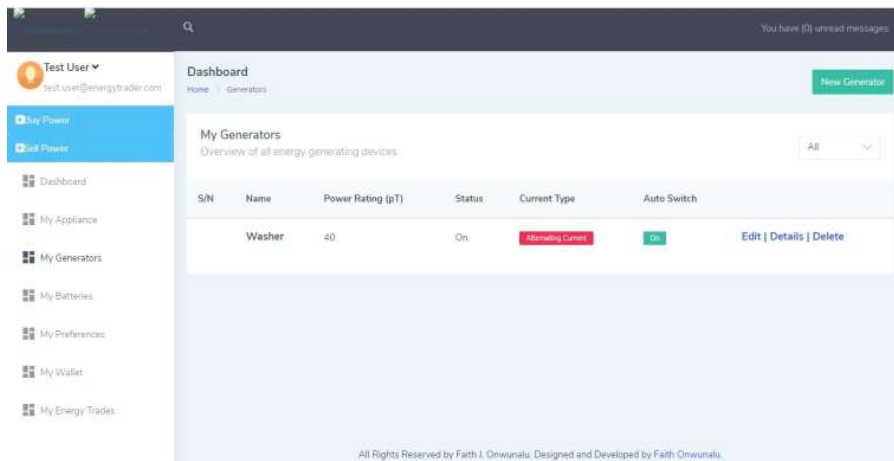 You have (0) unread messages
Test User
test.user@energytrader.com
Buy Power
Sell Power
Dashboard
My Appliance
My Generators
My Batteries
My Preferences
My Wallet
My Energy Trades
Dashboard
Home / Generators
New Generator
My Generators
Overview of all energy generating devices
All
S/N Name Power Rating (pT) Status Current Type Auto Switch
Washer 40 On Alternating Current On Edit | Details | Delete
All Rights Reserved by Faith J. Onwunalu. Designed and Developed by Faith Onwunalu.